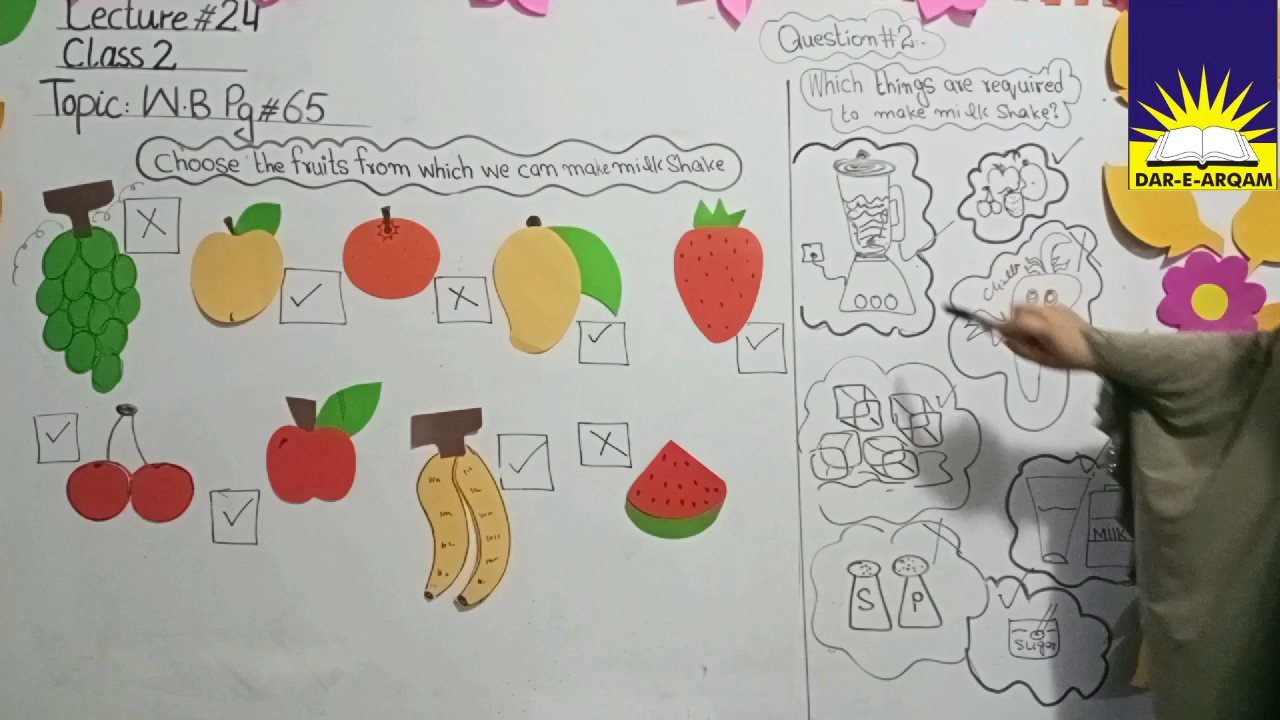 Lecture #24
Class 2
Topic: W.B Pg#65
Choose the fruits from which we can make milk Shake
Question#2:-
Which things are required
to make milk Shake?
MIlK
S P
sugar
DAR-E-ARQAM